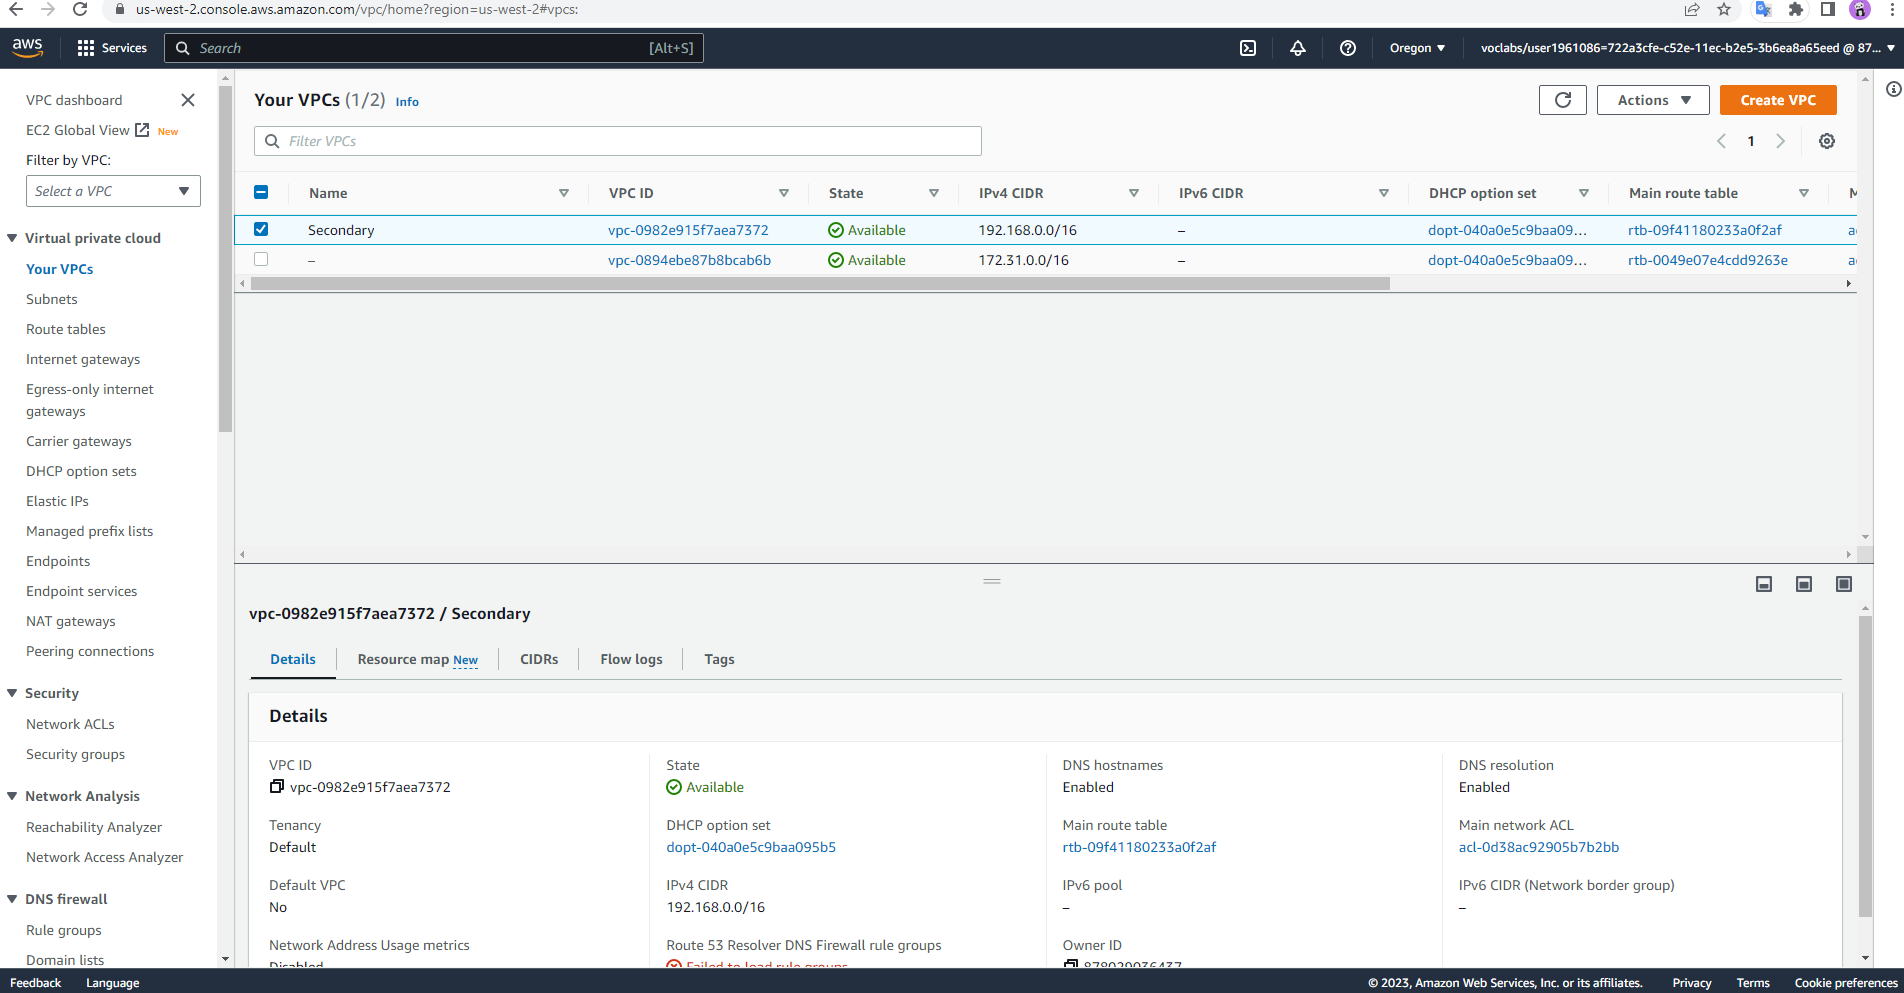 us-west-2.console.aws.amazon.com/vpc/home?region=us-west-2#vpcs:
aws
Services
Search
[Alt+S]
Oregon
voclabs/user1961086=722a3cfe-c52e-11ec-b2e5-3b6ea8a65eed @ 87...
VPC dashboard
EC2 Global View New
Filter by VPC:
Select a VPC
Virtual private cloud
Your VPCs
Subnets
Route tables
Internet gateways
Egress-only internet
gateways
Carrier gateways
DHCP option sets
Elastic IPs
Managed prefix lists
Endpoints
Endpoint services
NAT gateways
Peering connections
Security
Network ACLs
Security groups
Network Analysis
Reachability Analyzer
Network Access Analyzer
DNS firewall
Rule groups
Domain lists
Your VPCs (1/2) Info
Actions
Create VPC
Filter VPCs
1
Name VPC ID State IPv4 CIDR IPv6 CIDR DHCP option set Main route table
Secondary vpc-0982e915f7aea7372 Available 192.168.0.0/16 – dopt-040a0e5c9baa09... rtb-09f41180233a0f2af
– vpc-0894ebe87b8bcab6b Available 172.31.0.0/16 – dopt-040a0e5c9baa09... rtb-0049e07e4cdd9263e
vpc-0982e915f7aea7372 / Secondary
Details Resource map New CIDRs Flow logs Tags
Details
VPC ID
vpc-0982e915f7aea7372
State
Available
DNS hostnames
Enabled
DNS resolution
Enabled
Tenancy
Default
DHCP option set
dopt-040a0e5c9baa095b5
Main route table
rtb-09f41180233a0f2af
Main network ACL
acl-0d38ac92905b7b2bb
Default VPC
No
IPv4 CIDR
192.168.0.0/16
IPv6 pool
–
IPv6 CIDR (Network border group)
–
Network Address Usage metrics
Disabled
Route 53 Resolver DNS Firewall rule groups
Failed to load rule groups
Owner ID
Feedback
Language
© 2023, Amazon Web Services, Inc. or its affiliates.
Privacy
Terms
Cookie preferences